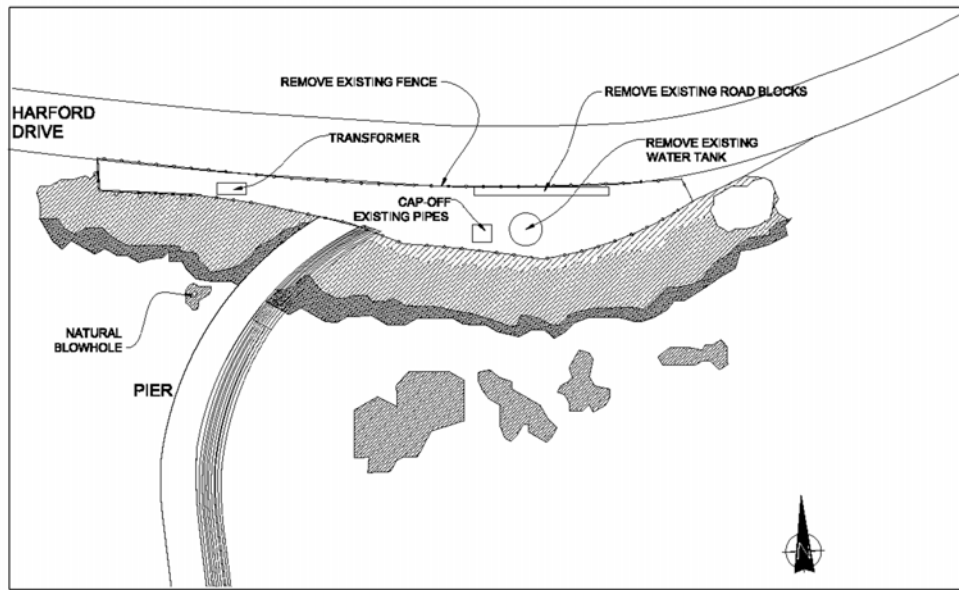 REMOVE EXISTING FENCE
REMOVE EXISTING ROAD BLOCKS
HARFORD
DRIVE
TRANSFORMER
REMOVE EXISTING
WATER TANK
CAP-OFF
EXISTING PIPES
NATURAL
BLOWHOLE
PIER
N